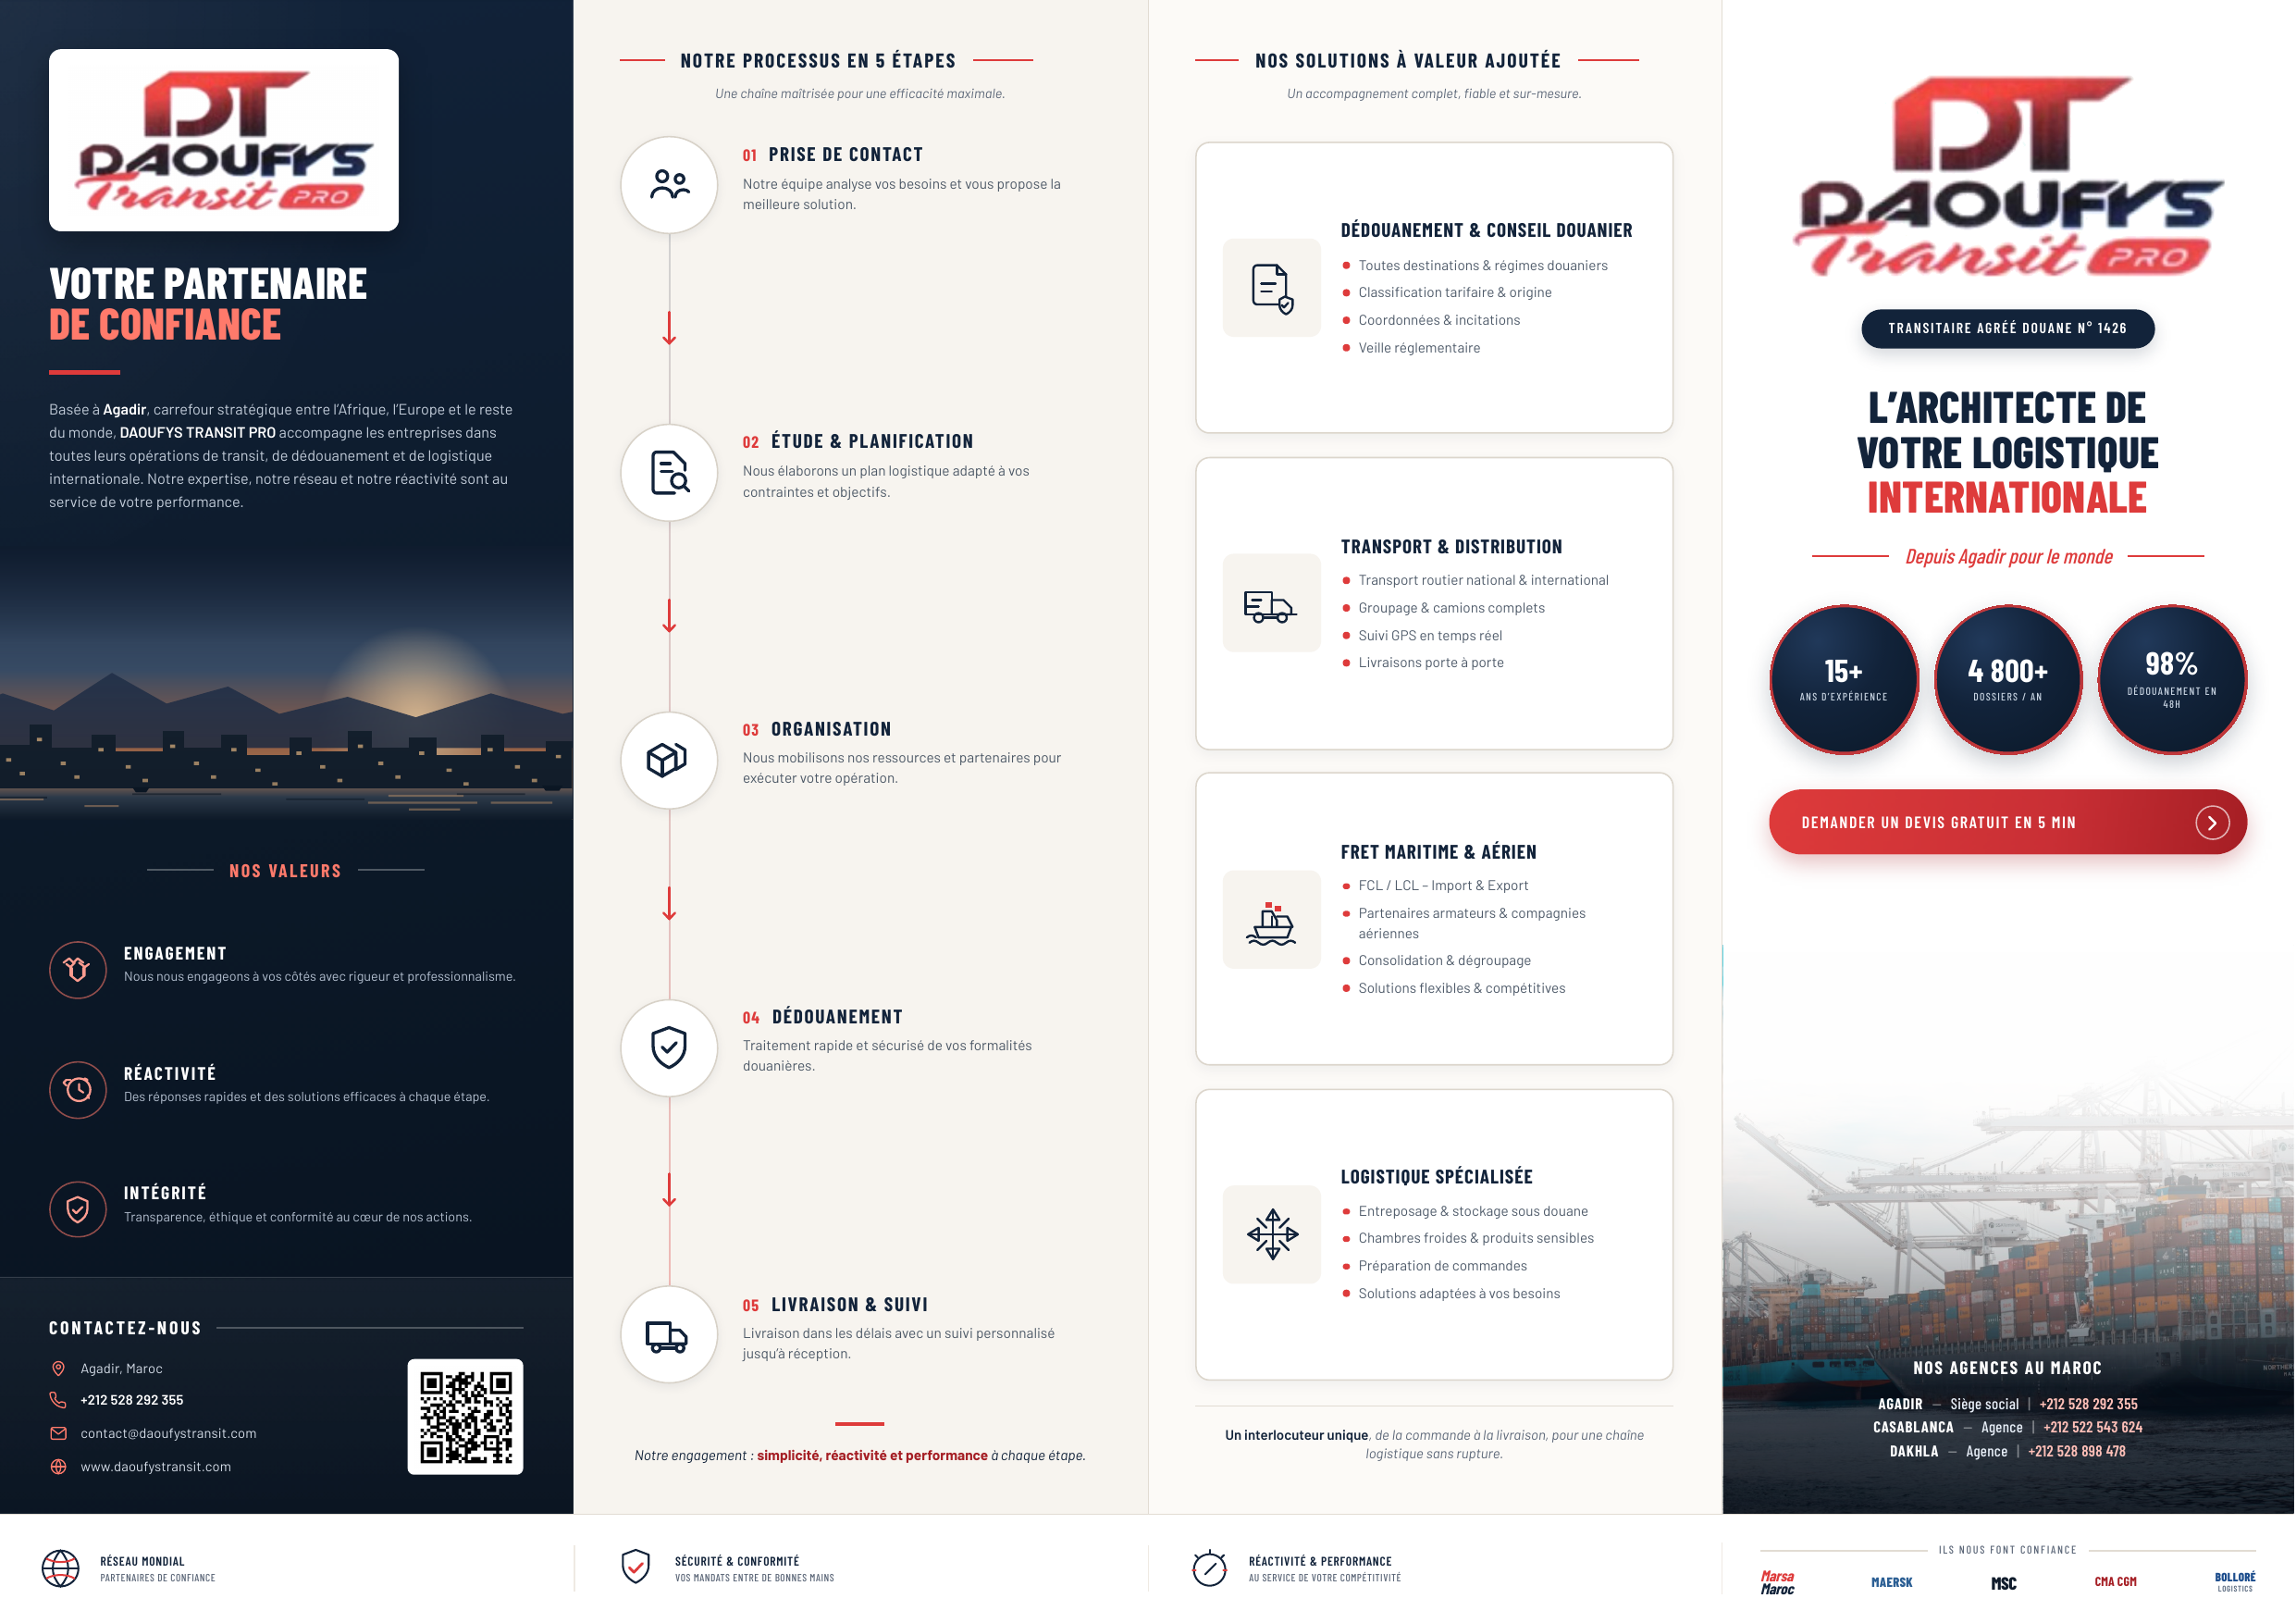 DT
DAOUFYS
Transit PRO
VOTRE PARTENAIRE
DE CONFIANCE
Basée à Agadir, carrefour stratégique entre l'Afrique, l'Europe et le reste
du monde, DAOUFYS TRANSIT PRO accompagne les entreprises dans
toutes leurs opérations de transit, de dédouanement et de logistique
internationale. Notre expertise, notre réseau et notre réactivité sont au
service de votre performance.
NOS VALEURS
ENGAGEMENT
Nous nous engageons à vos côtés avec rigueur et professionnalisme.
RÉACTIVITÉ
Des réponses rapides et des solutions efficaces à chaque étape.
INTÉGRITÉ
Transparence, éthique et conformité au cœur de nos actions.
CONTACTEZ-NOUS
Agadir, Maroc
+212 528 292 355
contact@daoufystransit.com
www.daoufystransit.com
NOTRE PROCESSUS EN 5 ÉTAPES
Une chaîne maîtrisée pour une efficacité maximale.
01 PRISE DE CONTACT
Notre équipe analyse vos besoins et vous propose la
meilleure solution.
02 ÉTUDE & PLANIFICATION
Nous élaborons un plan logistique adapté à vos
contraintes et objectifs.
03 ORGANISATION
Nous mobilisons nos ressources et partenaires pour
exécuter votre opération.
04 DÉDOUANEMENT
Traitement rapide et sécurisé de vos formalités
douanières.
05 LIVRAISON & SUIVI
Livraison dans les délais avec un suivi personnalisé
jusqu'à réception.
Notre engagement : simplicité, réactivité et performance à chaque étape.
NOS SOLUTIONS À VALEUR AJOUTÉE
Un accompagnement complet, fiable et sur-mesure.
DÉDOUANEMENT & CONSEIL DOUANIER
Toutes destinations & régimes douaniers
Classification tarifaire & origine
Coordonnées & incitations
Veille réglementaire
TRANSPORT & DISTRIBUTION
Transport routier national & international
Groupage & camions complets
Suivi GPS en temps réel
Livraisons porte à porte
FRET MARITIME & AÉRIEN
FCL / LCL – Import & Export
Partenaires armateurs & compagnies
aériennes
Consolidation & dégroupage
Solutions flexibles & compétitives
LOGISTIQUE SPÉCIALISÉE
Entreposage & stockage sous douane
Chambres froides & produits sensibles
Préparation de commandes
Solutions adaptées à vos besoins
Un interlocuteur unique, de la commande à la livraison, pour une chaîne
logistique sans rupture.
DT
DAOUFYS
Transit PRO
TRANSITAIRE AGRÉÉ DOUANE N° 1426
L'ARCHITECTE DE
VOTRE LOGISTIQUE
INTERNATIONALE
Depuis Agadir pour le monde
15+
ANS D'EXPÉRIENCE
4 800+
DOSSIERS / AN
98%
DÉDOUANEMENT EN
48H
DEMANDER UN DEVIS GRATUIT EN 5 MIN
NOS AGENCES AU MAROC
AGADIR — Siège social | +212 528 292 355
CASABLANCA — Agence | +212 522 543 624
DAKHLA — Agence | +212 528 898 478
RÉSEAU MONDIAL
PARTENAIRES DE CONFIANCE
SÉCURITÉ & CONFORMITÉ
VOS MANDATS ENTRE DE BONNES MAINS
RÉACTIVITÉ & PERFORMANCE
AU SERVICE DE VOTRE COMPÉTITIVITÉ
ILS NOUS FONT CONFIANCE
Marsa
Maroc
MAERSK
MSC
CMA CGM
BOLLORÉ
LOGISTICS